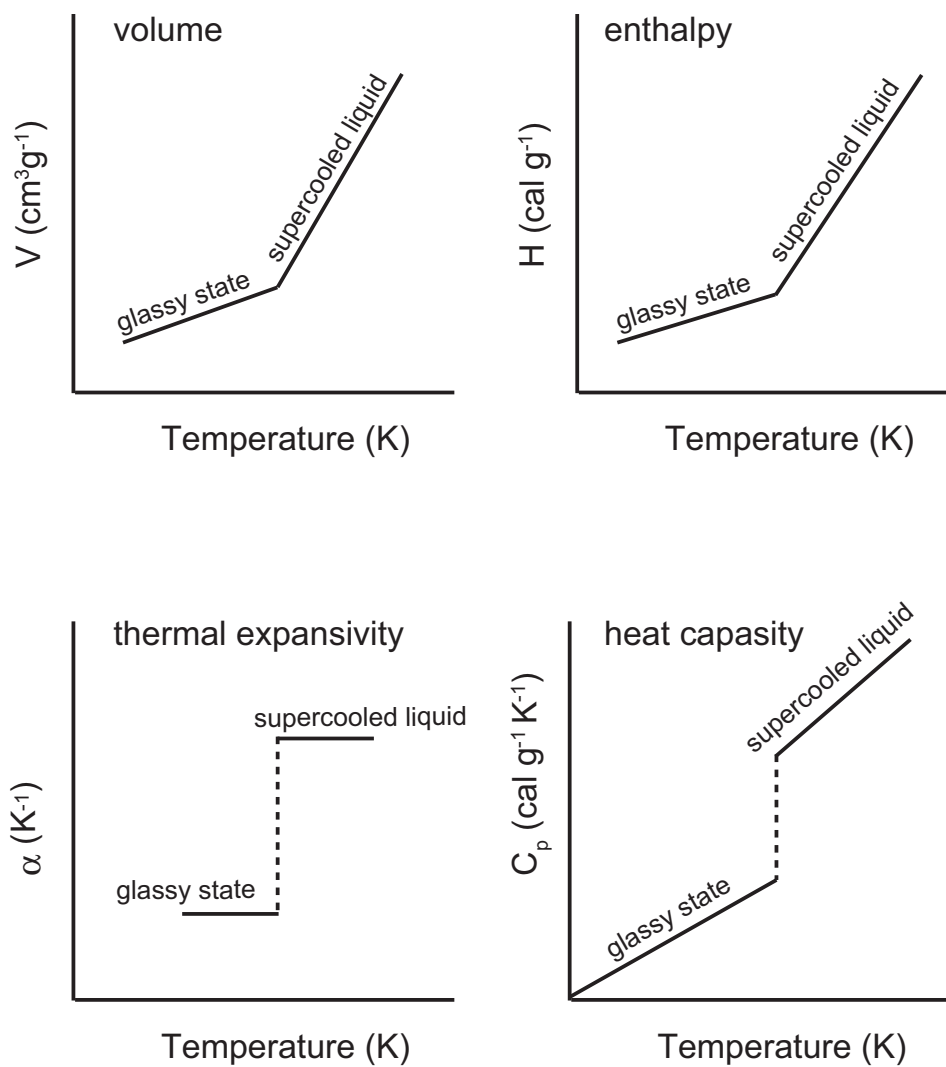 volume
V (cm³g⁻¹)
glassy state
supercooled liquid
Temperature (K)
enthalpy
H (cal g⁻¹)
glassy state
supercooled liquid
Temperature (K)
thermal expansivity
α (K⁻¹)
glassy state
supercooled liquid
Temperature (K)
heat capasity
Cₚ (cal g⁻¹ K⁻¹)
glassy state
supercooled liquid
Temperature (K)